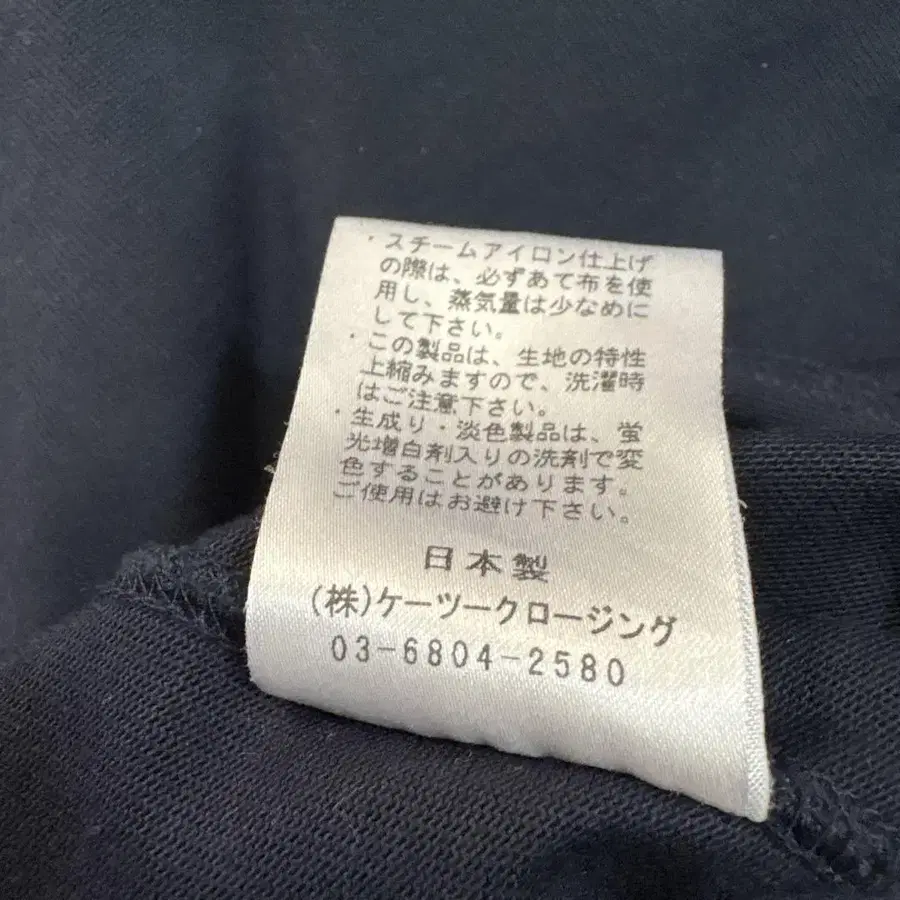 ・スチームアイロン仕上げ
の際は、必ずあて布を使
用し、蒸気量は少なめに
して下さい。
・この製品は、生地の特性
上縮みますので、洗濯時
はご注意下さい。
・生成り・淡色製品は、蛍
光増白剤入りの洗剤で変
色することがあります。
ご使用はお避け下さい。
日本製
(株)ケーツークロージング
03-6804-2580